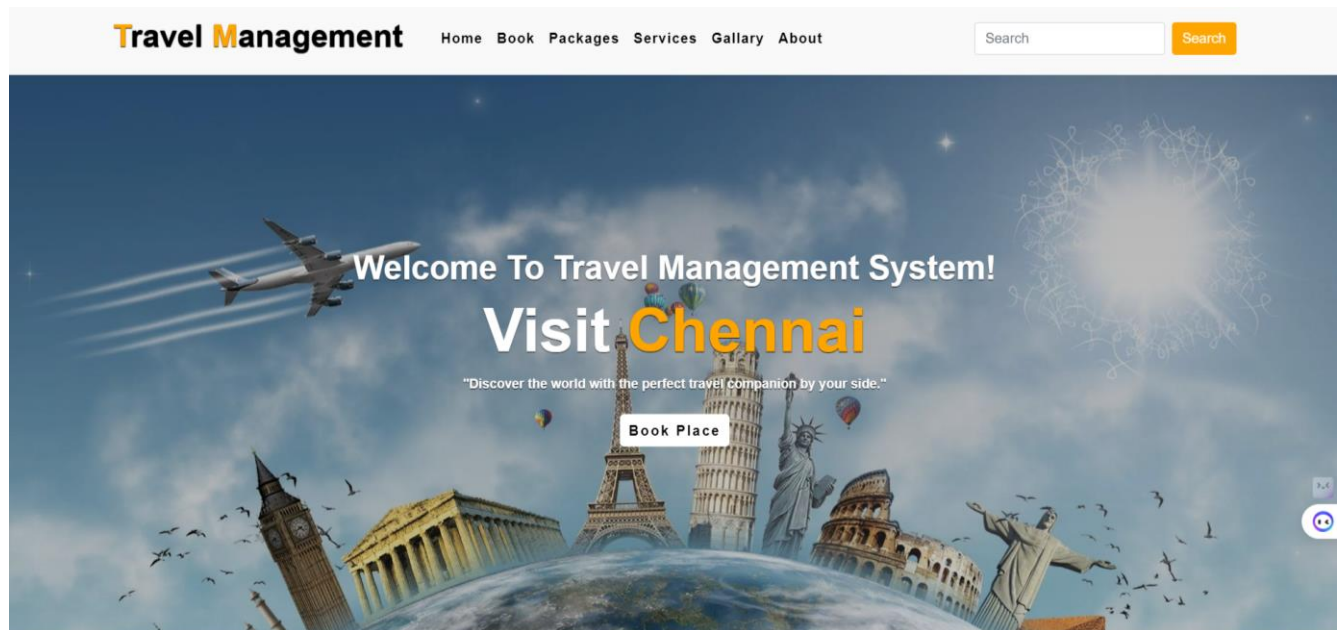 Travel Management
Home Book Packages Services Gallary About
Search
Search
Welcome To Travel Management System!
Visit Chennai
"Discover the world with the perfect travel companion by your side."
Book Place